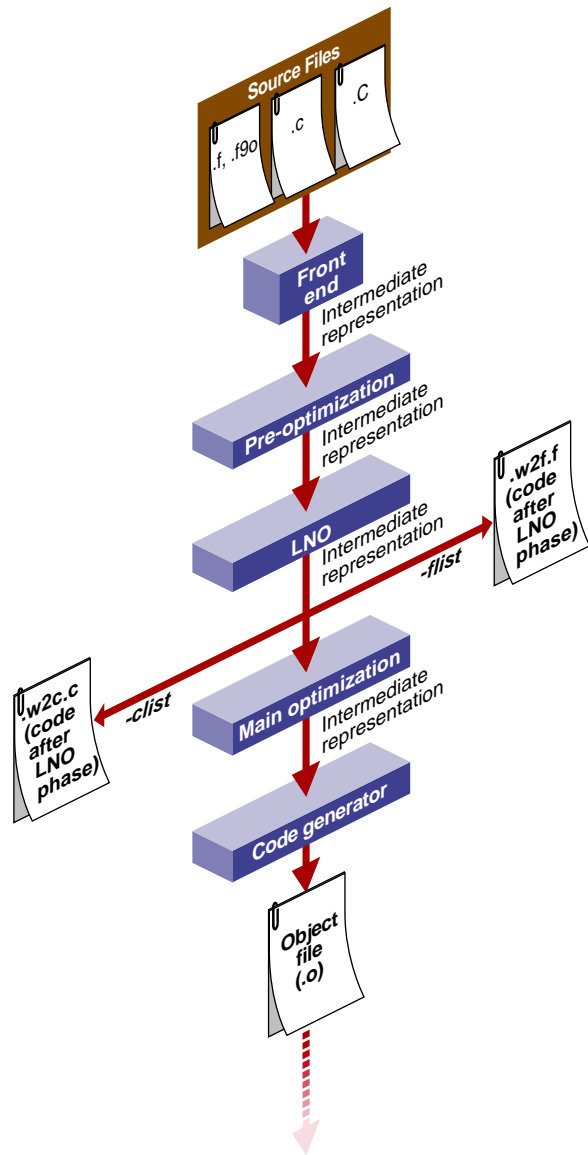 Source Files
.f, .f9o
.c
.C
Front
end
Intermediate
representation
Pre-optimization
Intermediate
representation
LNO
Intermediate
representation
.w2f.f
(code
after
LNO
phase)
-flist
-clist
.w2c.c
(code
after
LNO
phase)
Main optimization
Intermediate
representation
Code generator
Object
file
(.o)